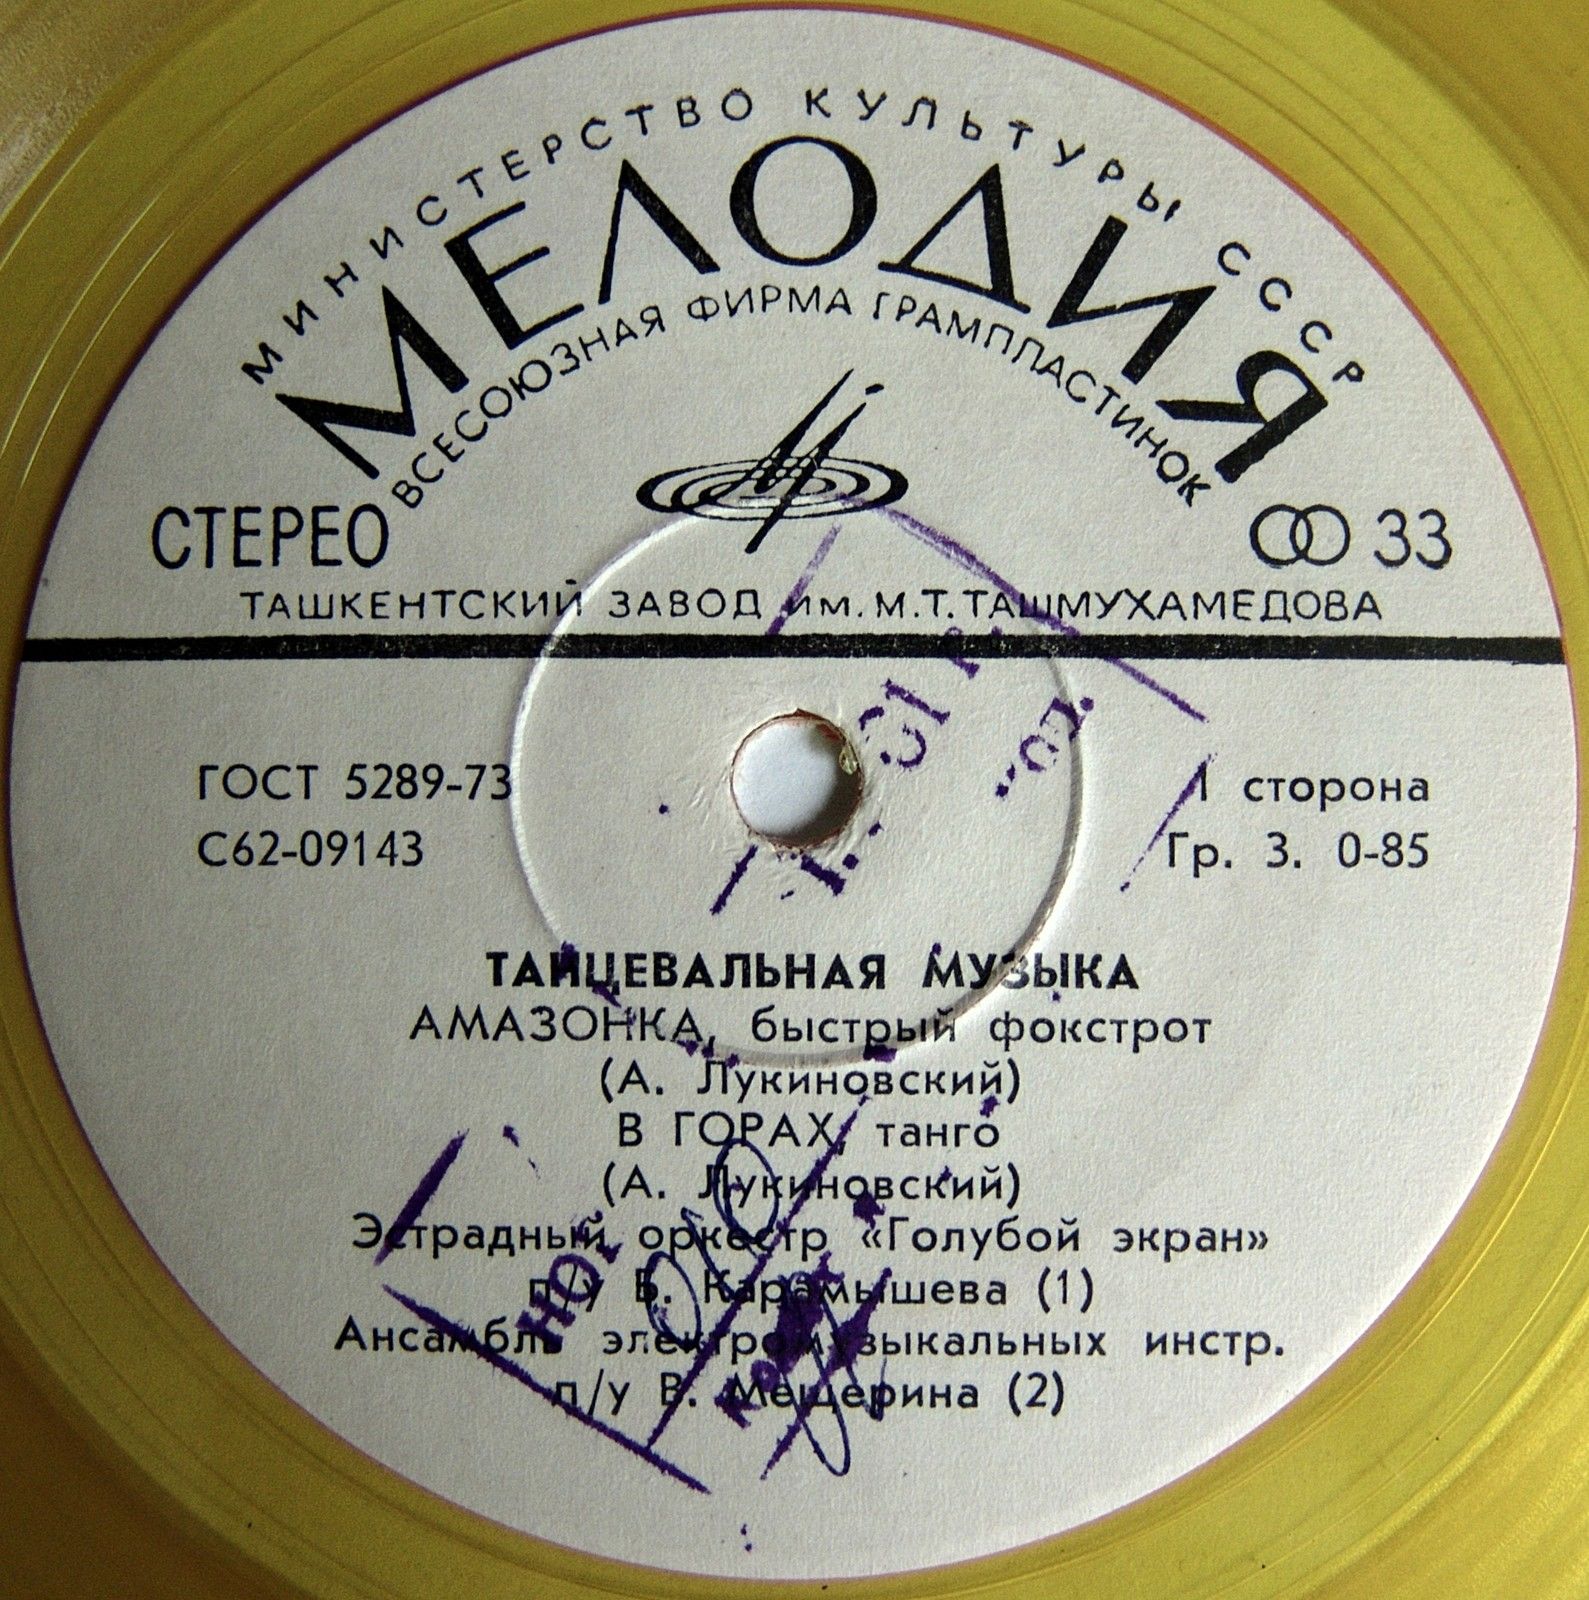 МИНИСТЕРСТВО КУЛЬТУРЫ СССР
МЕЛОДИЯ
ВСЕСОЮЗНАЯ ФИРМА ГРАМПЛАСТИНОК
СТЕРЕО 33
ТАШКЕНТСКИЙ ЗАВОД им. М.Т. ТАШМУХАМЕДОВА
ГОСТ 5289-73 1 сторона
С62-09143 Гр. 3. 0-85
ТАНЦЕВАЛЬНАЯ МУЗЫКА
АМАЗОНКА, быстрый фокстрот
(А. Лукиновский)
В ГОРАХ, танго
(А. Лукиновский)
Эстрадный оркестр «Голубой экран»
п/у Б. Карамышева (1)
Ансамбль электромузыкальных инстр.
п/у В. Мещерина (2)